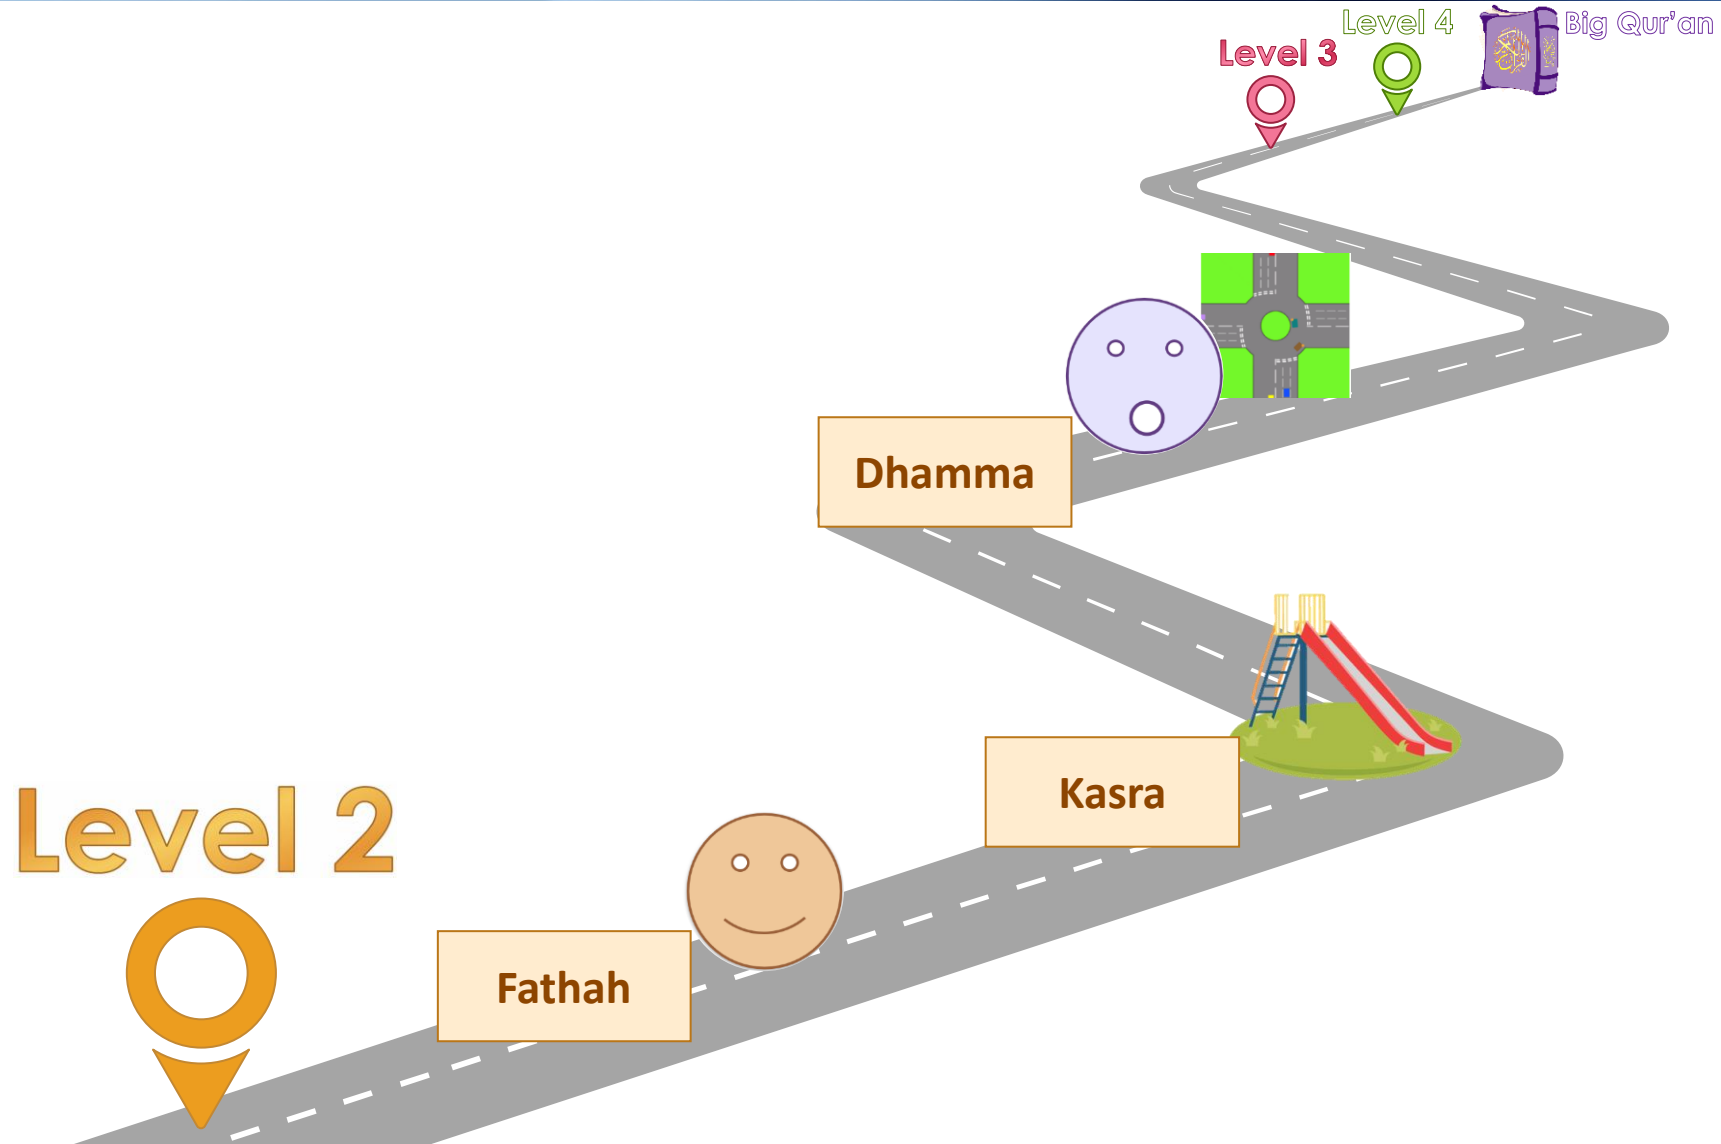 Level 4
Big Qur'an
Level 3
Dhamma
Kasra
Level 2
Fathah